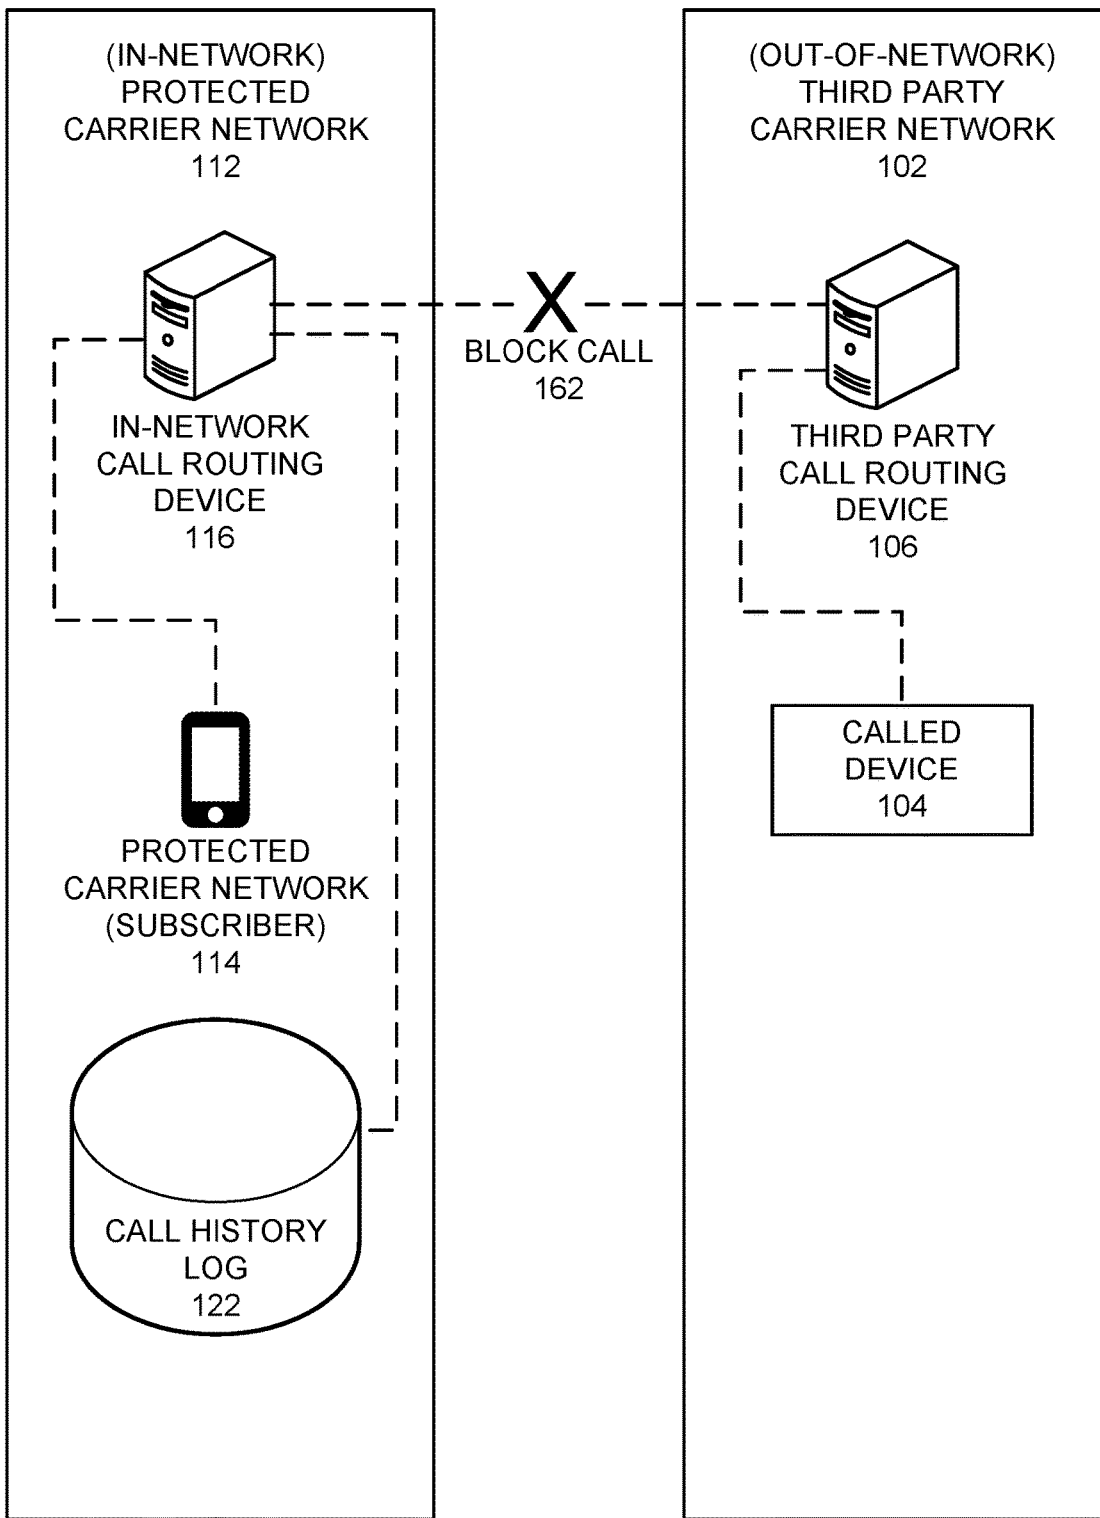 (IN-NETWORK)
PROTECTED
CARRIER NETWORK
112
IN-NETWORK
CALL ROUTING
DEVICE
116
PROTECTED
CARRIER NETWORK
(SUBSCRIBER)
114
CALL HISTORY
LOG
122
X
BLOCK CALL
162
(OUT-OF-NETWORK)
THIRD PARTY
CARRIER NETWORK
102
THIRD PARTY
CALL ROUTING
DEVICE
106
CALLED
DEVICE
104